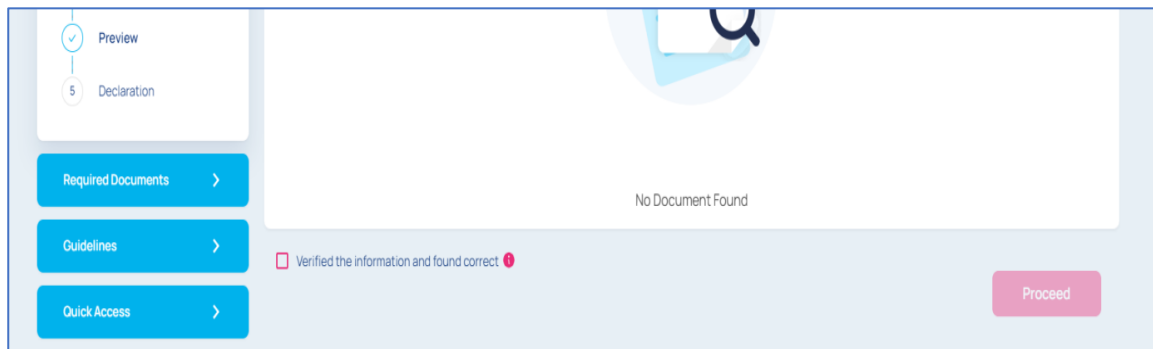 Preview
5 Declaration
Required Documents
Guidelines
Quick Access
No Document Found
Verified the information and found correct
Proceed